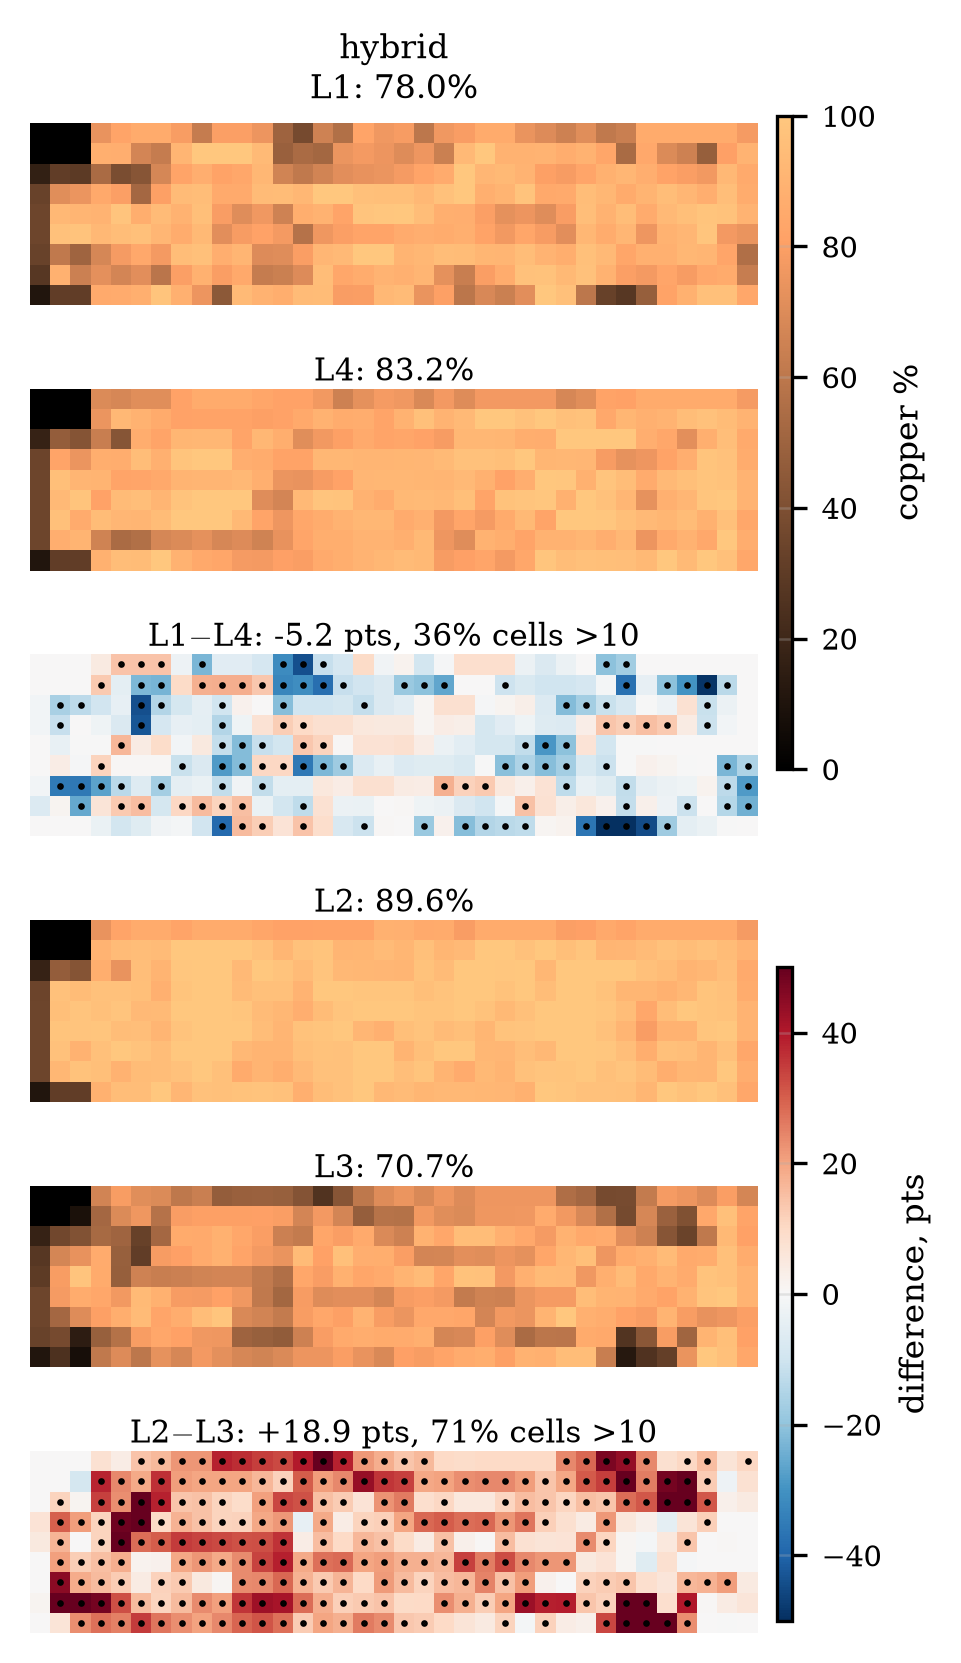 hybrid
L1: 78.0%
100
80
60
40
20
0
copper %
L4: 83.2%
L1−L4: -5.2 pts, 36% cells >10
L2: 89.6%
L3: 70.7%
40
20
0
−20
−40
difference, pts
L2−L3: +18.9 pts, 71% cells >10